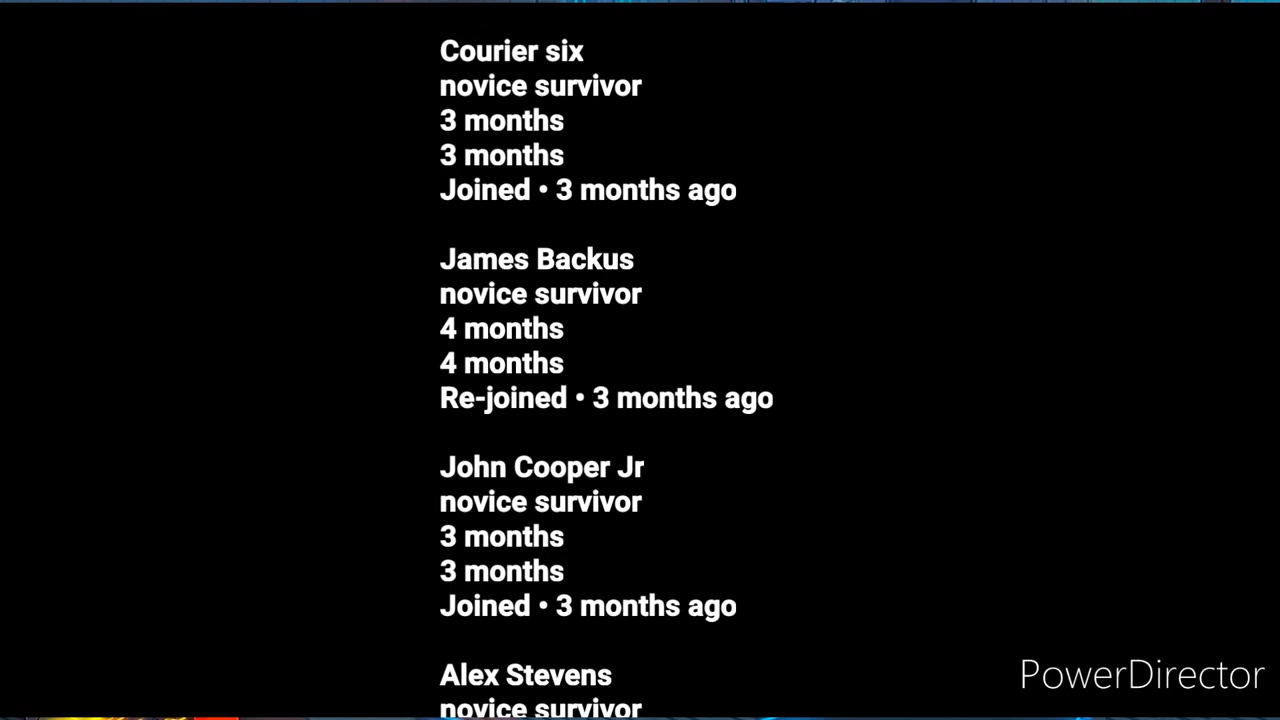 Courier six
novice survivor
3 months
3 months
Joined • 3 months ago
James Backus
novice survivor
4 months
4 months
Re-joined • 3 months ago
John Cooper Jr
novice survivor
3 months
3 months
Joined • 3 months ago
Alex Stevens
novice survivor
PowerDirector